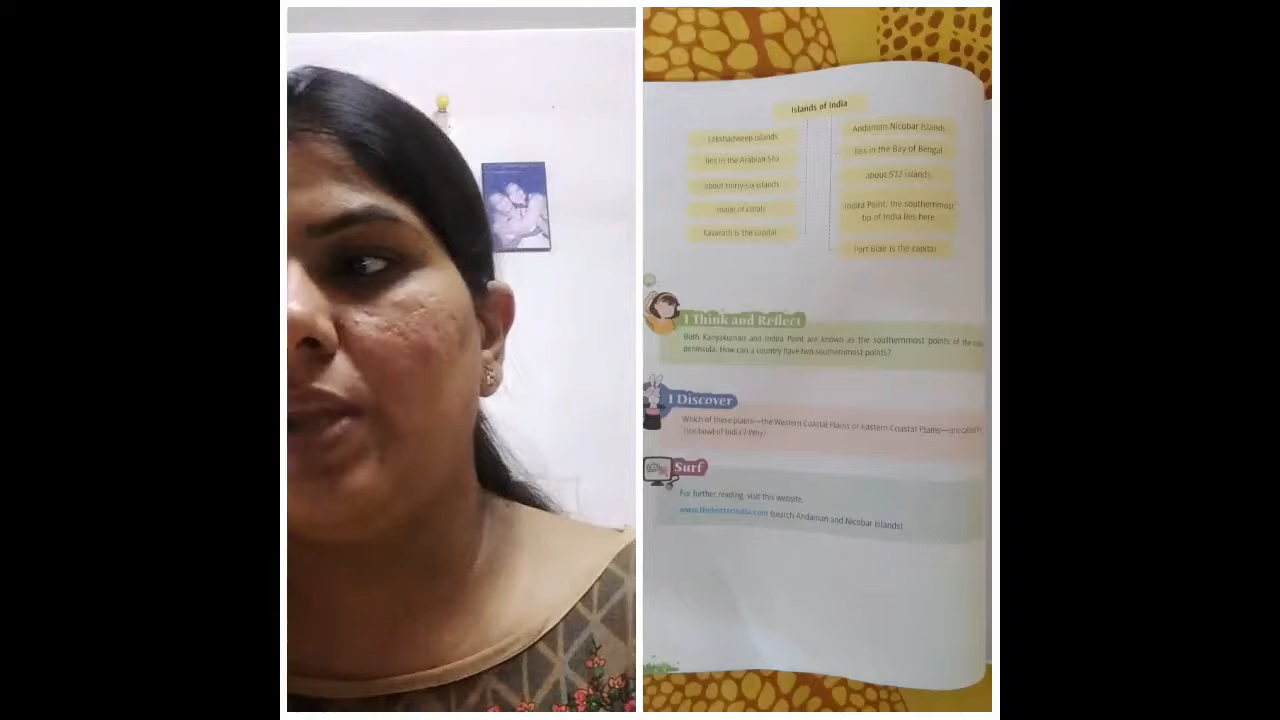 Islands of India
Lakshadweep islands
lies in the Arabian Sea
about thirty-six islands
made of corals
Kavaratti is the capital
Andaman Nicobar Islands
lies in the Bay of Bengal
about 572 islands
Indira Point, the southernmost
tip of India lies here
Port Blair is the capital
I Think and Reflect
Both Kanyakumari and Indira Point are known as the southernmost points of the
peninsula. How can a country have two southernmost points?
I Discover
Which of these plains—the Western Coastal Plains or Eastern Coastal Plains—are called
'rice bowl of India'? Why?
Surf
For further reading, visit this website.
www.thebetterindia.com (search Andaman and Nicobar Islands)